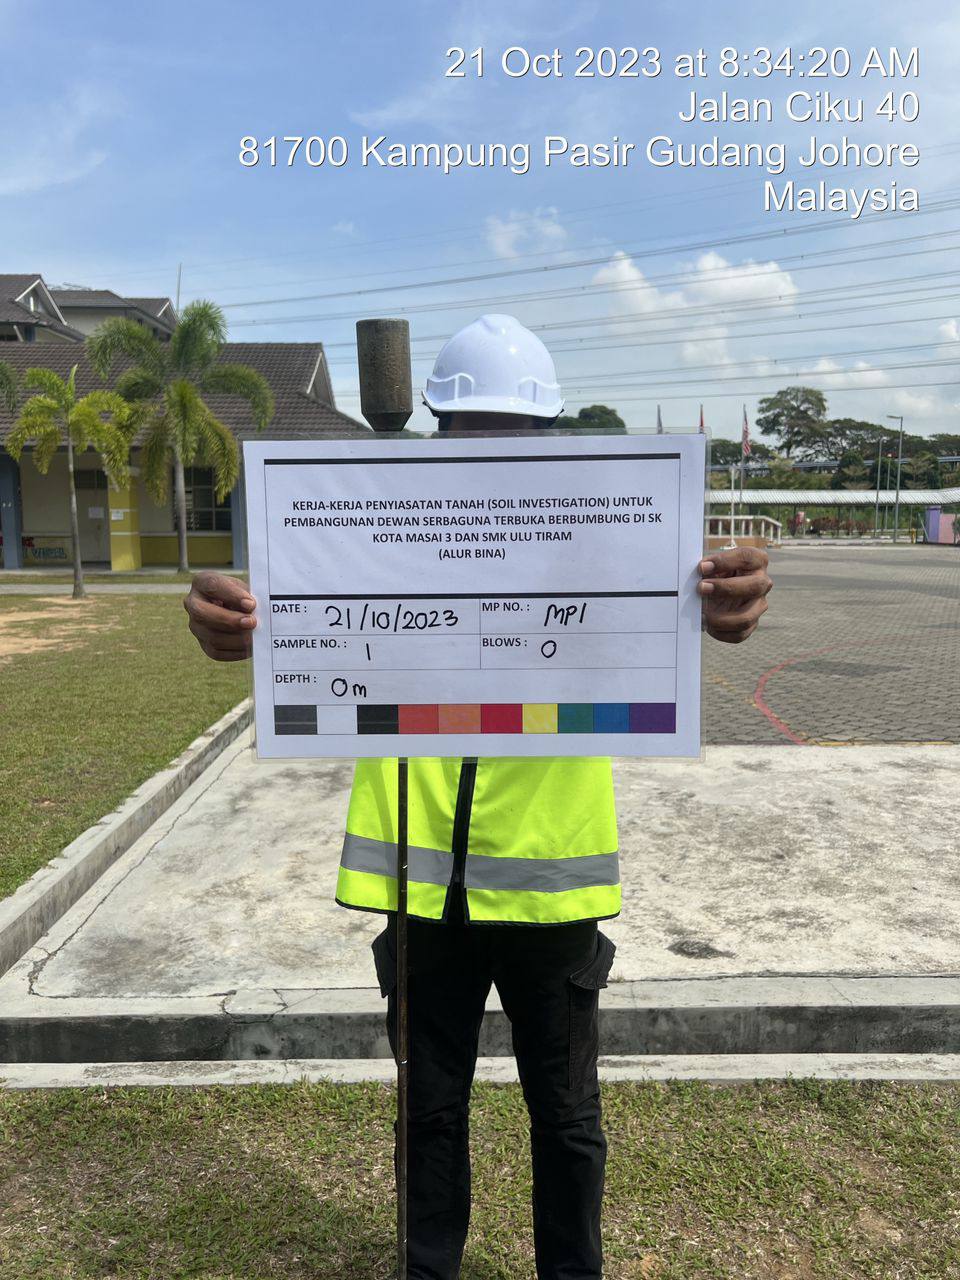 21 Oct 2023 at 8:34:20 AM
Jalan Ciku 40
81700 Kampung Pasir Gudang Johore
Malaysia
KERJA-KERJA PENYIASATAN TANAH (SOIL INVESTIGATION) UNTUK
PEMBANGUNAN DEWAN SERBAGUNA TERBUKA BERBUMBUNG DI SK
KOTA MASAI 3 DAN SMK ULU TIRAM
(ALUR BINA)
DATE : 21/10/2023 MP NO. : MP1
SAMPLE NO. : 1 BLOWS : 0
DEPTH : 0m